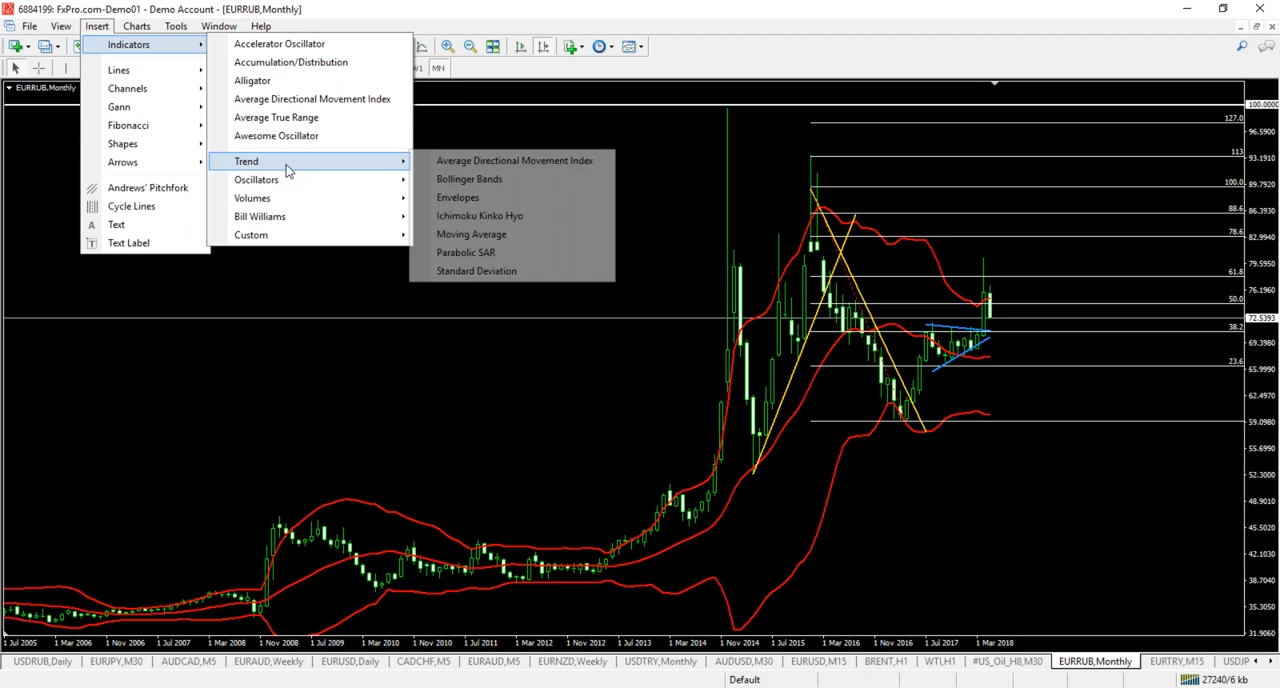 6884199: FxPro.com-Demo01 - Demo Account - [EURRUB,Monthly]
File View Insert Charts Tools Window Help
Indicators
Lines
Channels
Gann
Fibonacci
Shapes
Arrows
Andrews' Pitchfork
Cycle Lines
A Text
T Text Label
Accelerator Oscillator
Accumulation/Distribution
Alligator
Average Directional Movement Index
Average True Range
Awesome Oscillator
Trend
Oscillators
Volumes
Bill Williams
Custom
Average Directional Movement Index
Bollinger Bands
Envelopes
Ichimoku Kinko Hyo
Moving Average
Parabolic SAR
Standard Deviation
MN
EURRUB,Monthly
127.0
113
100.0
88.6
78.6
61.8
50.0
38.2
23.6
100.0000
96.5990
93.1910
89.7920
86.3930
82.9940
79.5950
76.1960
72.5393
69.3980
65.9990
62.4970
59.0980
55.6990
52.3000
48.9010
45.5020
42.1030
38.7040
35.3050
31.9060
1 Jul 2005 1 Mar 2006 1 Nov 2006 1 Jul 2007 1 Mar 2008 1 Nov 2008 1 Jul 2009 1 Mar 2010 1 Nov 2010 1 Jul 2011 1 Mar 2012 1 Nov 2012 1 Jul 2013 1 Mar 2014 1 Nov 2014 1 Jul 2015 1 Mar 2016 1 Nov 2016 1 Jul 2017 1 Mar 2018
USDRUB,Daily EURJPY,M30 AUDCAD,M5 EURAUD,Weekly EURUSD,Daily CADCHF,M5 EURAUD,M5 EURNZD,Weekly USDTRY,Monthly AUDUSD,M30 EURUSD,M15 BRENT,H1 WTI,H1 #US_Oil_H8,M30 EURRUB,Monthly EURTRY,M15 USDJP
Default 27240/6 kb